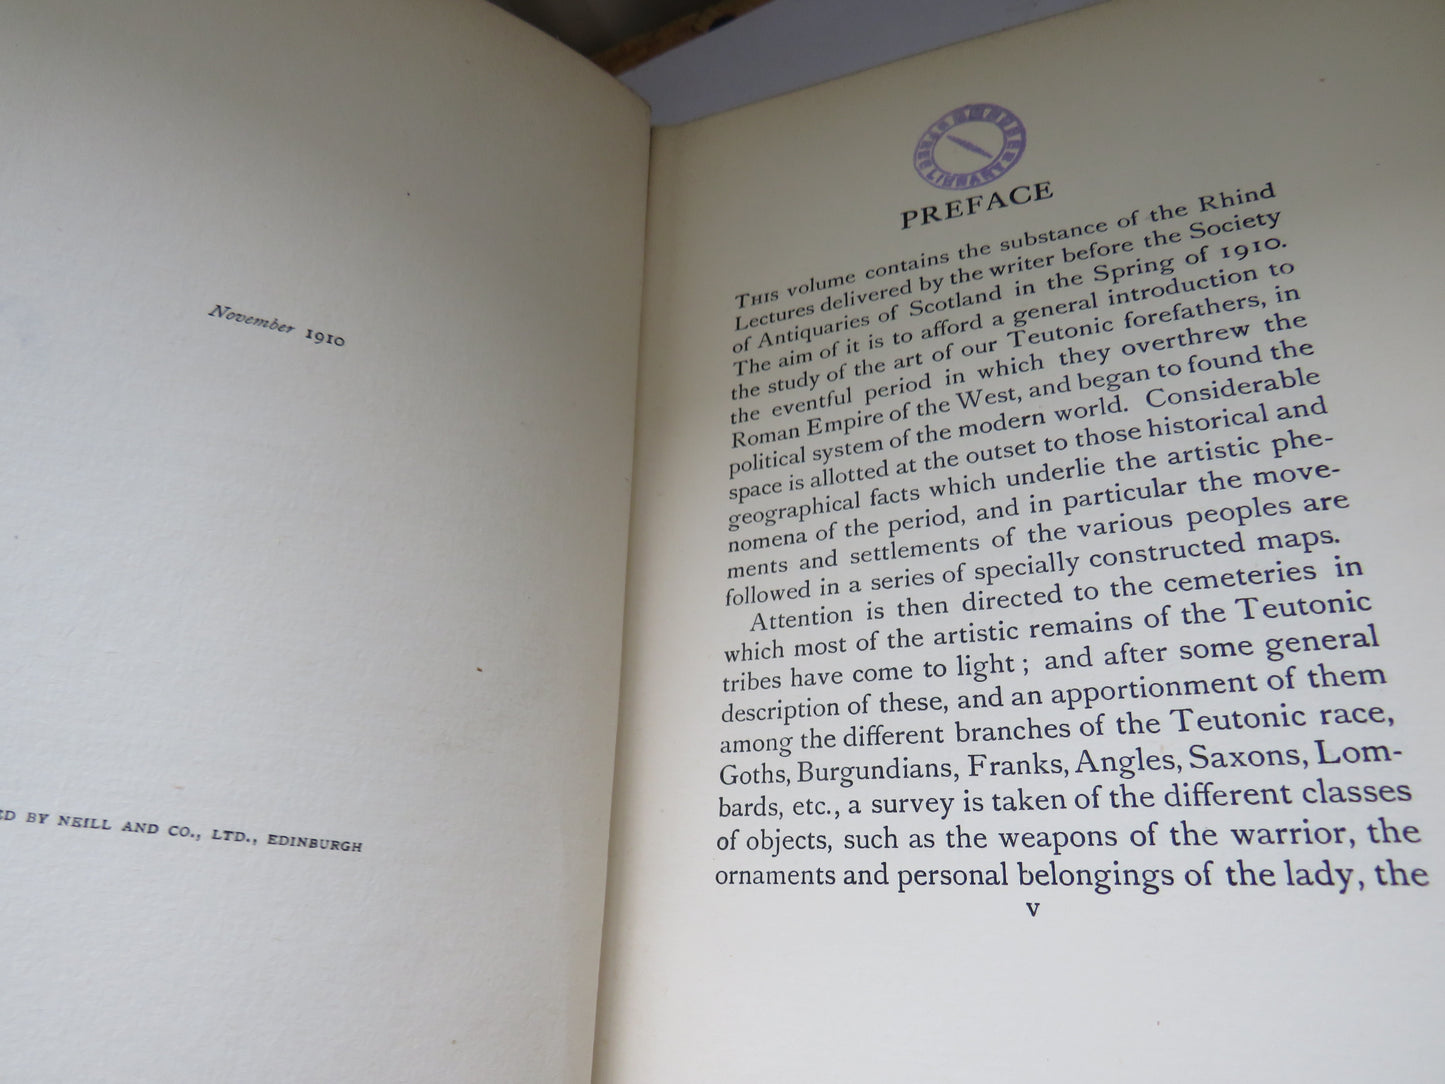 November 1910
ED BY NEILL AND CO., LTD., EDINBURGH
LIBRARY
PREFACE
THIS volume contains the substance of the Rhind
Lectures delivered by the writer before the Society
of Antiquaries of Scotland in the Spring of 1910.
The aim of it is to afford a general introduction to
the study of the art of our Teutonic forefathers, in
the eventful period in which they overthrew the
Roman Empire of the West, and began to found the
political system of the modern world. Considerable
space is allotted at the outset to those historical and
geographical facts which underlie the artistic phe-
nomena of the period, and in particular the move-
ments and settlements of the various peoples are
followed in a series of specially constructed maps.
Attention is then directed to the cemeteries in
which most of the artistic remains of the Teutonic
tribes have come to light ; and after some general
description of these, and an apportionment of them
among the different branches of the Teutonic race,
Goths, Burgundians, Franks, Angles, Saxons, Lom-
bards, etc., a survey is taken of the different classes
of objects, such as the weapons of the warrior, the
ornaments and personal belongings of the lady, the
v